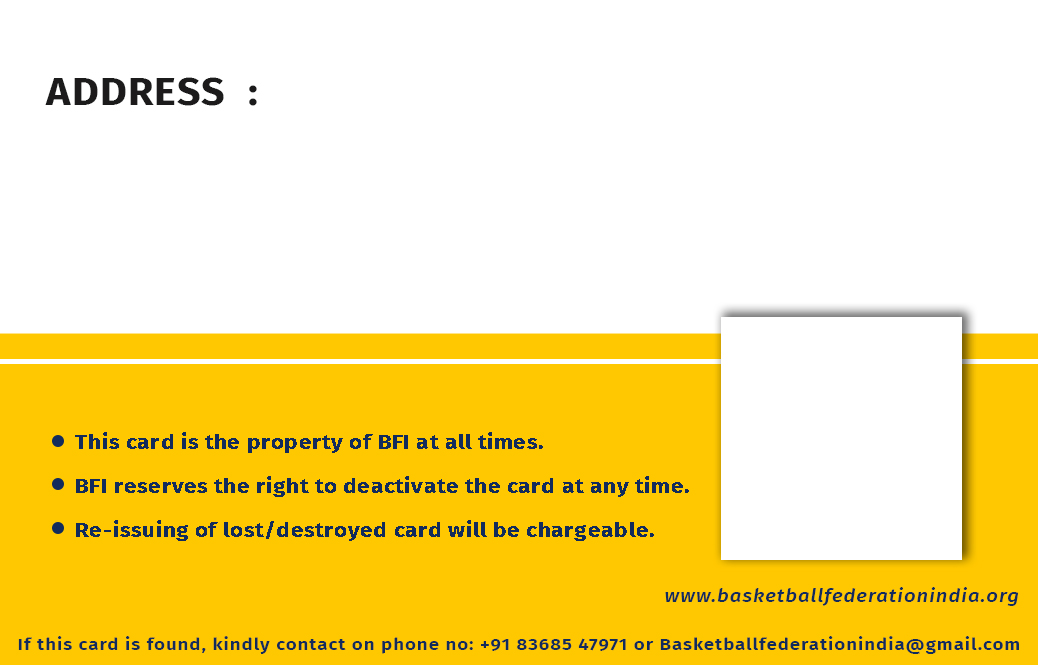 ADDRESS :
● This card is the property of BFI at all times.
● BFI reserves the right to deactivate the card at any time.
● Re-issuing of lost/destroyed card will be chargeable.
www.basketballfederationindia.org
If this card is found, kindly contact on phone no: +91 83685 47971 or Basketballfederationindia@gmail.com